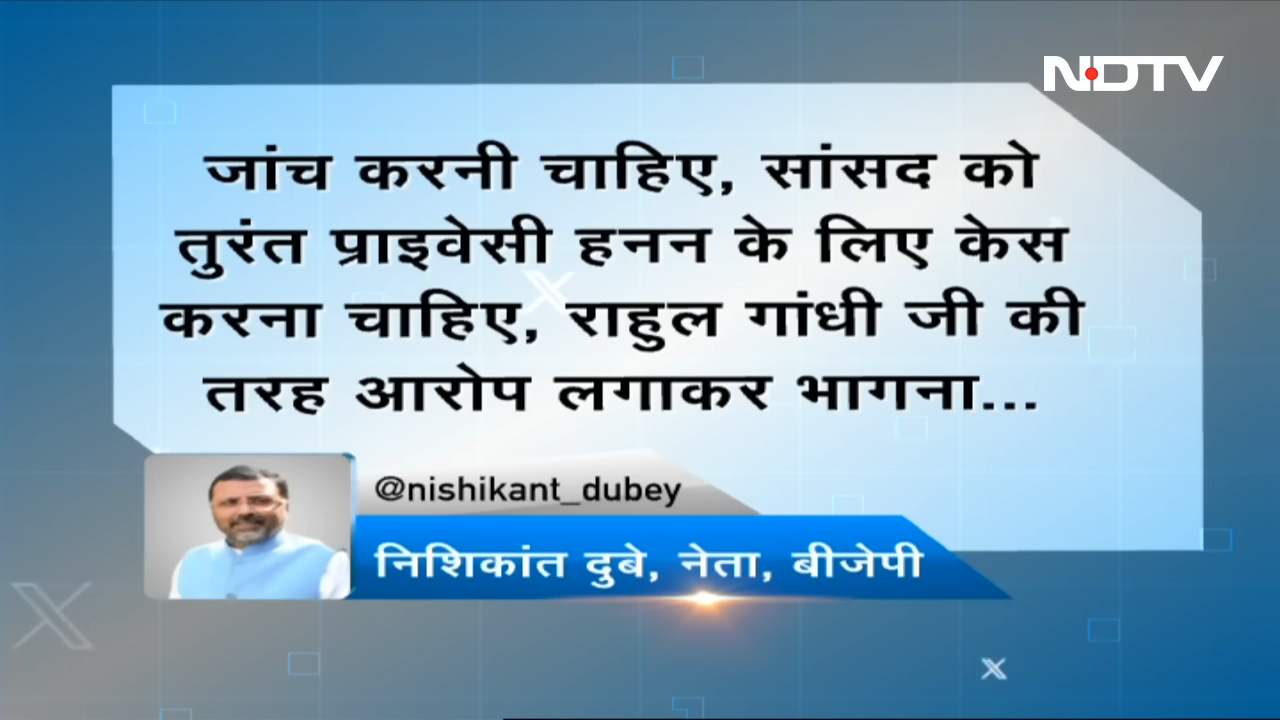 NDTV
जांच करनी चाहिए, सांसद को
तुरंत प्राइवेसी हनन के लिए केस
करना चाहिए, राहुल गांधी जी की
तरह आरोप लगाकर भागना...
@nishikant_dubey
निशिकांत दुबे, नेता, बीजेपी